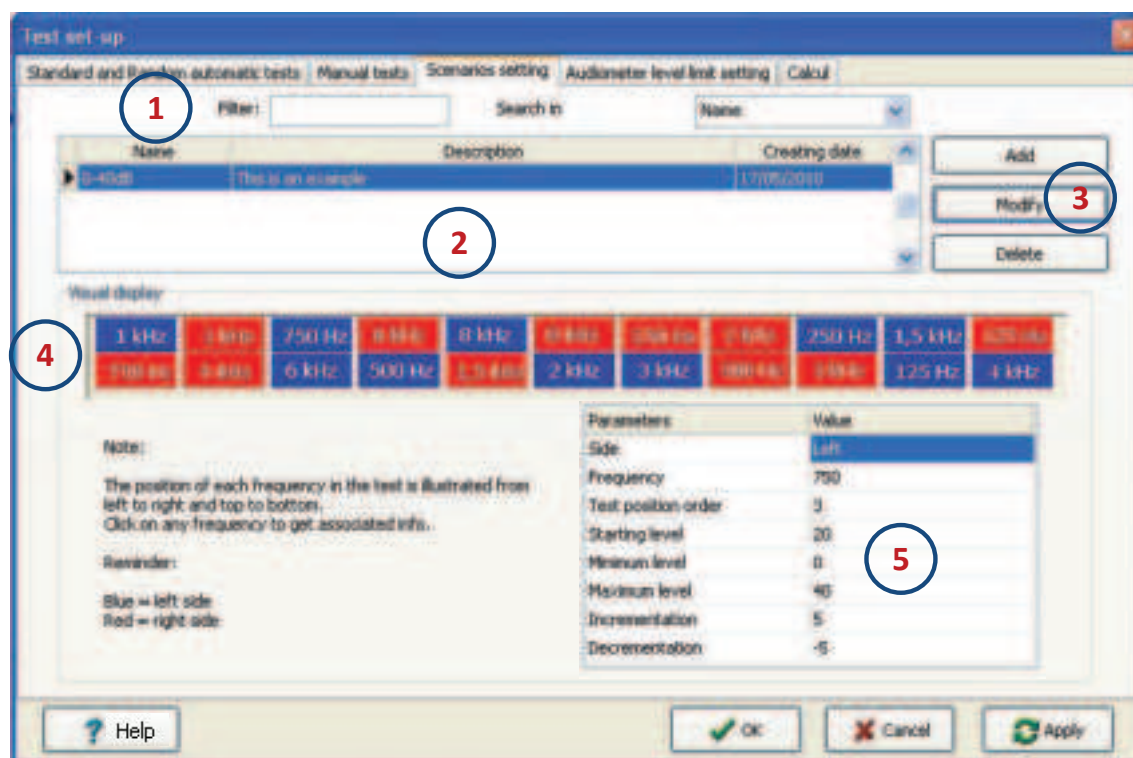 Test set-up
Standard and Random automatic tests Manual tests Scenarios setting Audiometer level limit setting Calcul
1 Filter: Search in Name
Name Description Creating date
0-40dB This is an example 17/05/2010
Add
Modify 3
Delete
2
Visual display
4
1 kHz 750 Hz 8 kHz 250 Hz 1,5 kHz
6 kHz 500 Hz 2 kHz 3 kHz 125 Hz 4 kHz
Note:
The position of each frequency in the test is illustrated from
left to right and top to bottom.
Click on any frequency to get associated info.
Reminder:
Blue = left side
Red = right side
Parameters Value
Side Left
Frequency 750
Test position order 3
Starting level 20
Minimum level 0
Maximum level 40
Incrementation 5
Decrementation -5
5
? Help
OK Cancel Apply